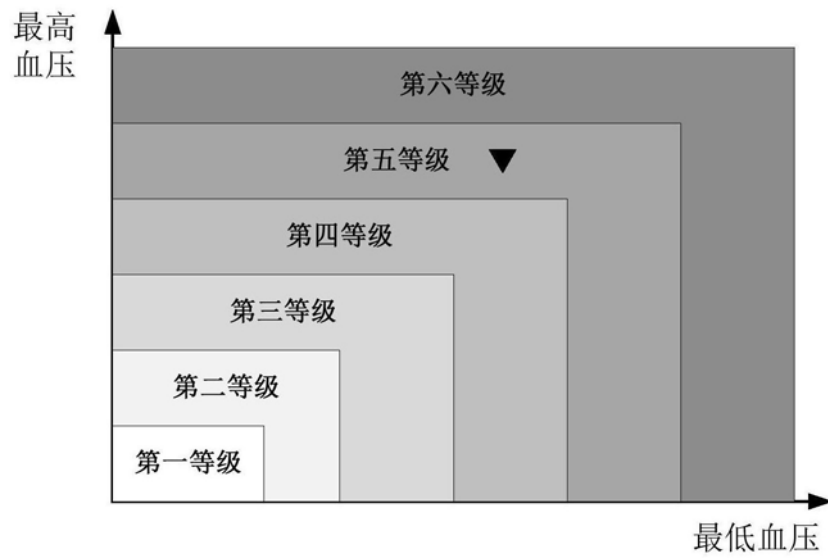 最高
血压
第六等级
第五等级
第四等级
第三等级
第二等级
第一等级
最低血压